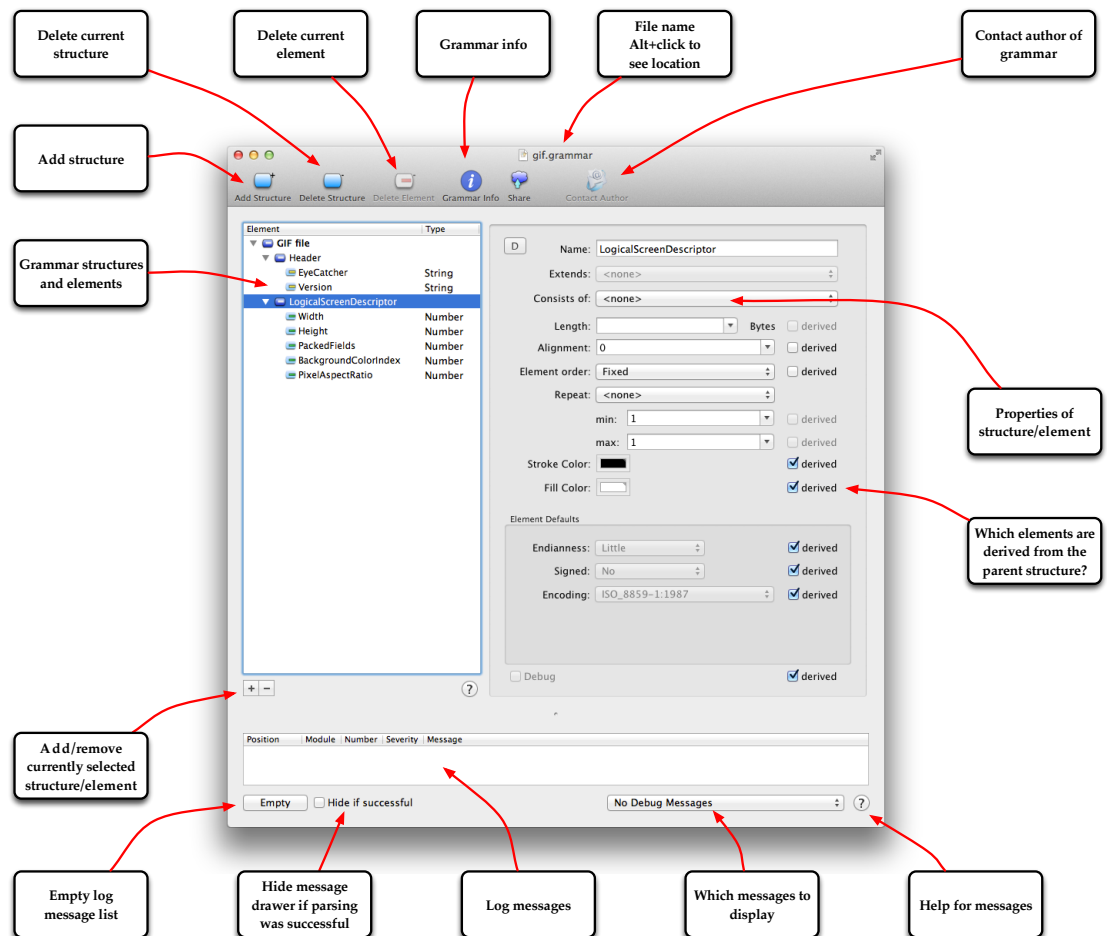 Delete current
structure
Delete current
element
Grammar info
File name
Alt+click to
see location
Contact author of
grammar
Add structure
gif.grammar
Add Structure Delete Structure Delete Element Grammar Info Share Contact Author
Grammar structures
and elements
Element Type
GIF file
Header
EyeCatcher String
Version String
LogicalScreenDescriptor
Width Number
Height Number
PackedFields Number
BackgroundColorIndex Number
PixelAspectRatio Number
D Name: LogicalScreenDescriptor
Extends: <none>
Consists of: <none>
Length: Bytes derived
Alignment: 0 derived
Element order: Fixed derived
Repeat: <none>
min: 1 derived
max: 1 derived
Stroke Color: derived
Fill Color: derived
Properties of
structure/element
Element Defaults
Endianness: Little derived
Signed: No derived
Encoding: ISO_8859-1:1987 derived
Debug derived
Which elements are
derived from the
parent structure?
+ − ?
Add/remove
currently selected
structure/element
Position Module Number Severity Message
Empty Hide if successful No Debug Messages ?
Empty log
message list
Hide message
drawer if parsing
was successful
Log messages
Which messages to
display
Help for messages